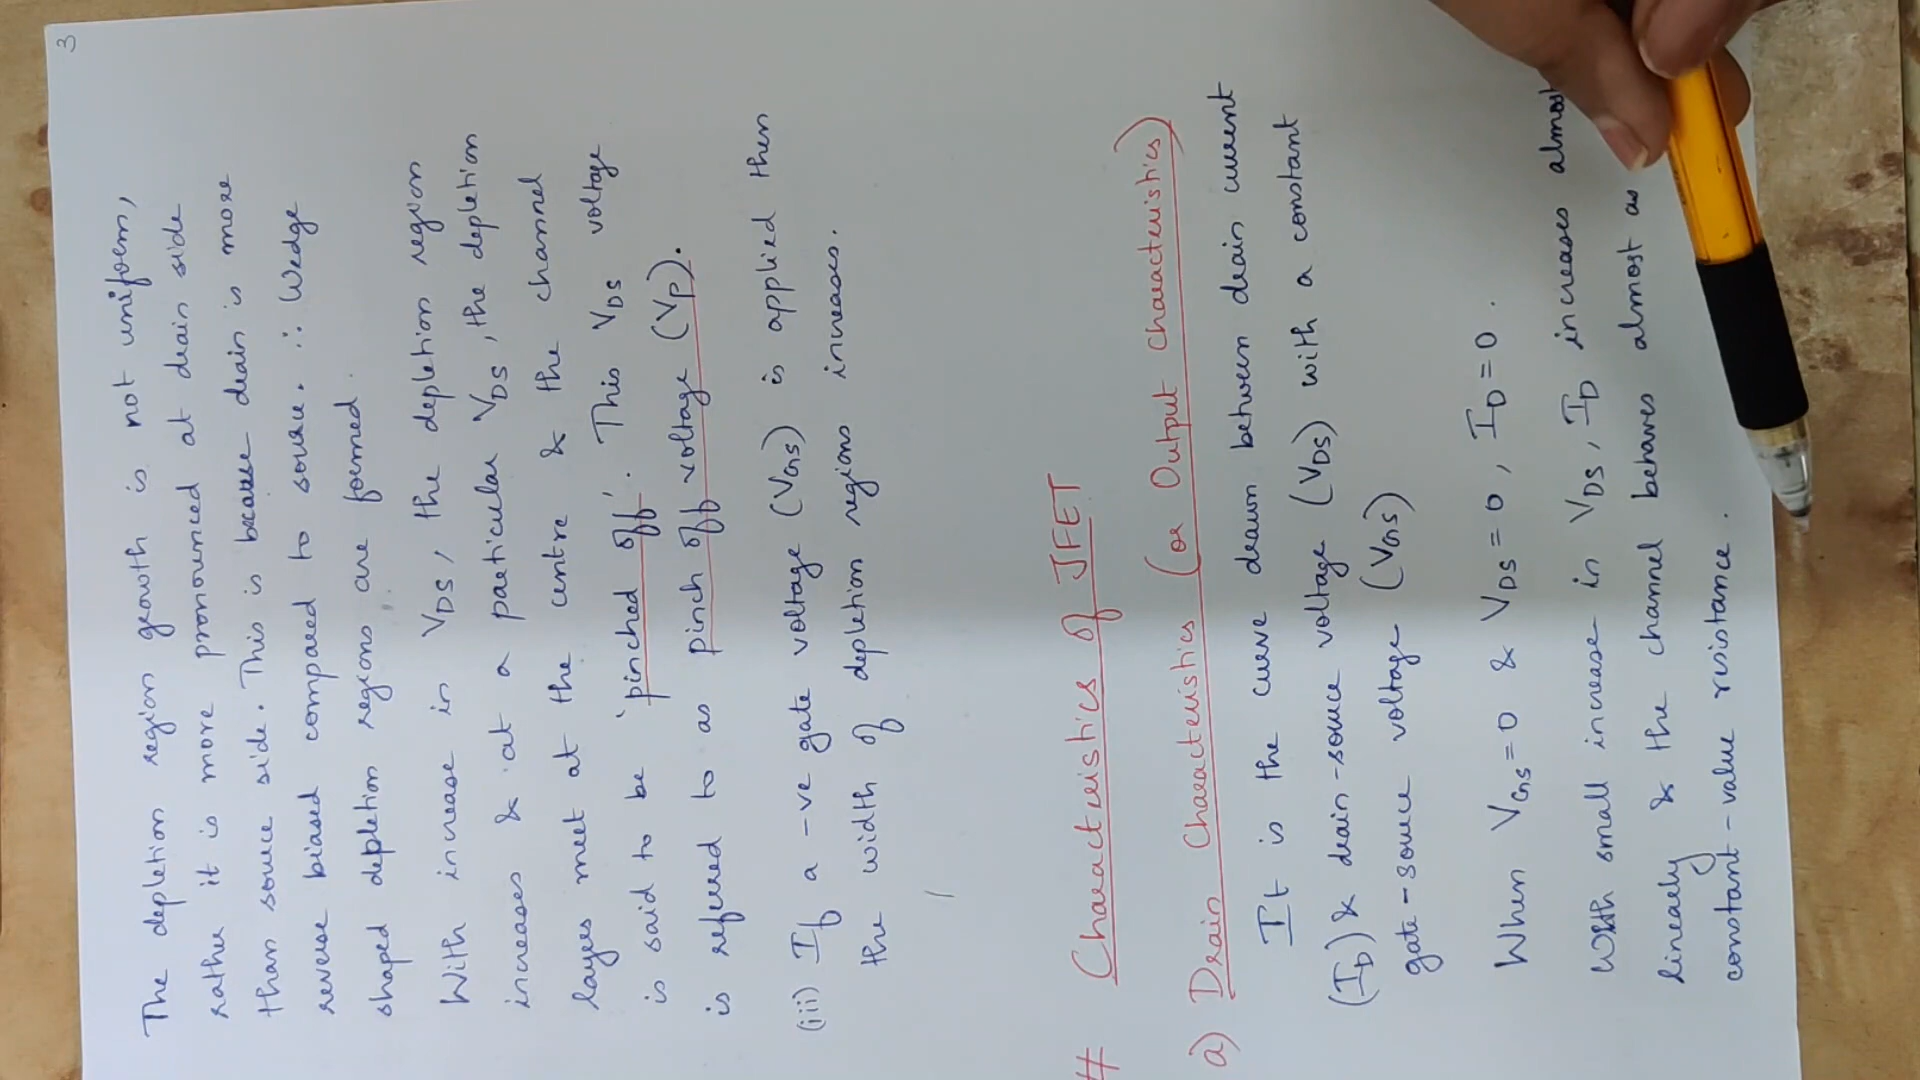 3
The depletion region growth is not uniform,
rather it is more pronounced at drain side
than source side. This is because drain is more
reverse biased compared to source. ∴ Wedge
shaped depletion regions are formed.
With increase in VDS, the depletion region
increases & at a particular VDS, the depletion
layers meet at the centre & the channel
is said to be 'pinched off'. This VDS voltage
is referred to as pinch off voltage (VP).
(iii) If a -ve gate voltage (VGS) is applied then
the width of depletion regions increases.
# Characteristics of JFET
a) Drain Characteristics (or Output characteristics)
It is the curve drawn between drain current
(ID) & drain-source voltage (VDS) with a constant
gate-source voltage (VGS)
When VGS=0 & VDS=0, ID=0.
With small increase in VDS, ID increases almost
linearly & the channel behaves almost as
constant-value resistance.